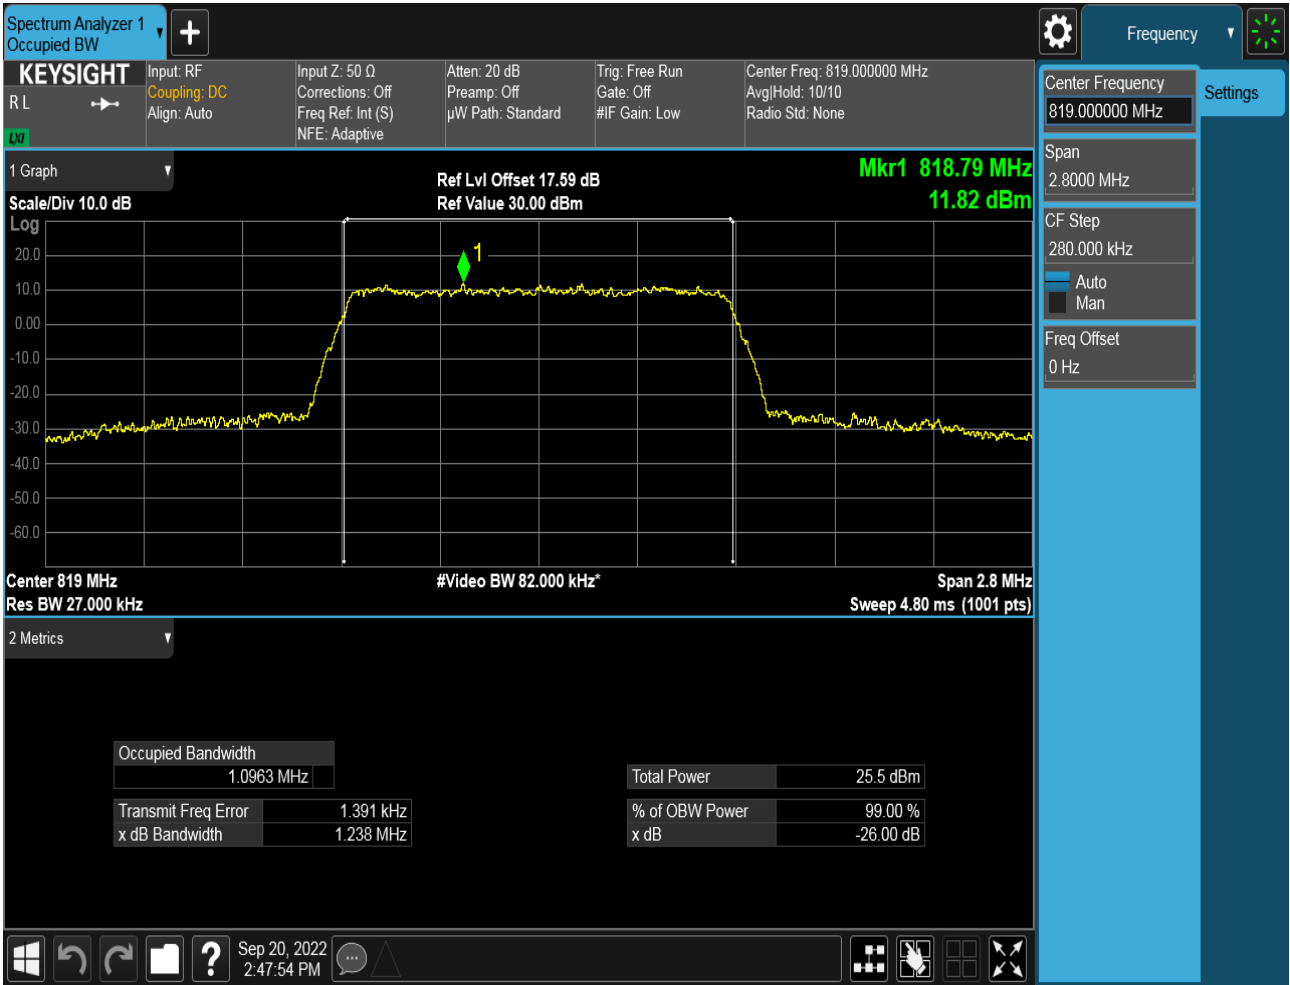 Spectrum Analyzer 1
Occupied BW
Frequency
KEYSIGHT
R L
LXI
Input: RF
Coupling: DC
Align: Auto
Input Z: 50 Ω
Corrections: Off
Freq Ref: Int (S)
NFE: Adaptive
Atten: 20 dB
Preamp: Off
µW Path: Standard
Trig: Free Run
Gate: Off
#IF Gain: Low
Center Freq: 819.000000 MHz
Avg|Hold: 10/10
Radio Std: None
Center Frequency
819.000000 MHz
Settings
Span
2.8000 MHz
CF Step
280.000 kHz
Auto
Man
Freq Offset
0 Hz
1 Graph
Ref Lvl Offset 17.59 dB
Mkr1 818.79 MHz
Scale/Div 10.0 dB
Ref Value 30.00 dBm
11.82 dBm
Log
1
20.0
10.0
0.00
-10.0
-20.0
-30.0
-40.0
-50.0
-60.0
Center 819 MHz
#Video BW 82.000 kHz*
Span 2.8 MHz
Res BW 27.000 kHz
Sweep 4.80 ms (1001 pts)
2 Metrics
Occupied Bandwidth
1.0963 MHz
Total Power 25.5 dBm
Transmit Freq Error 1.391 kHz
% of OBW Power 99.00 %
x dB Bandwidth 1.238 MHz
x dB -26.00 dB
?
Sep 20, 2022
2:47:54 PM